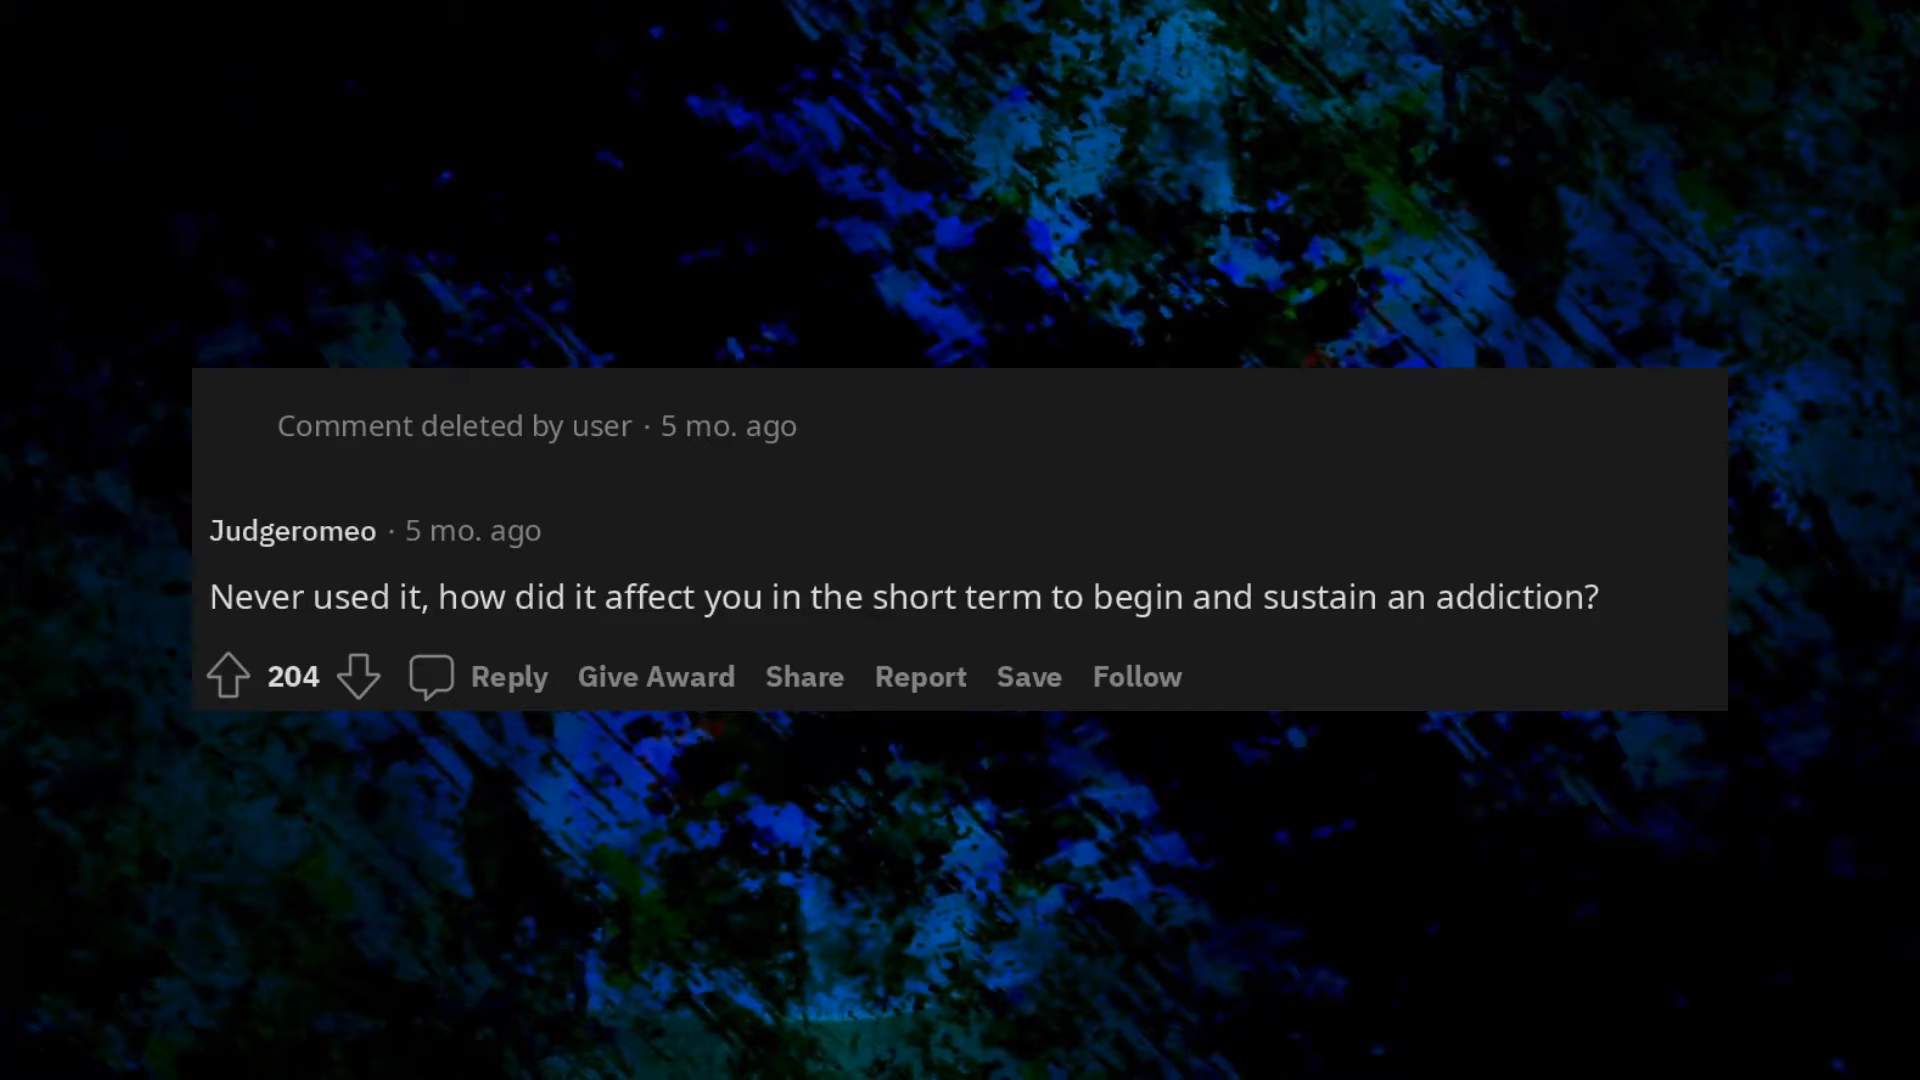 Comment deleted by user · 5 mo. ago
Judgeromeo · 5 mo. ago
Never used it, how did it affect you in the short term to begin and sustain an addiction?
204 Reply Give Award Share Report Save Follow